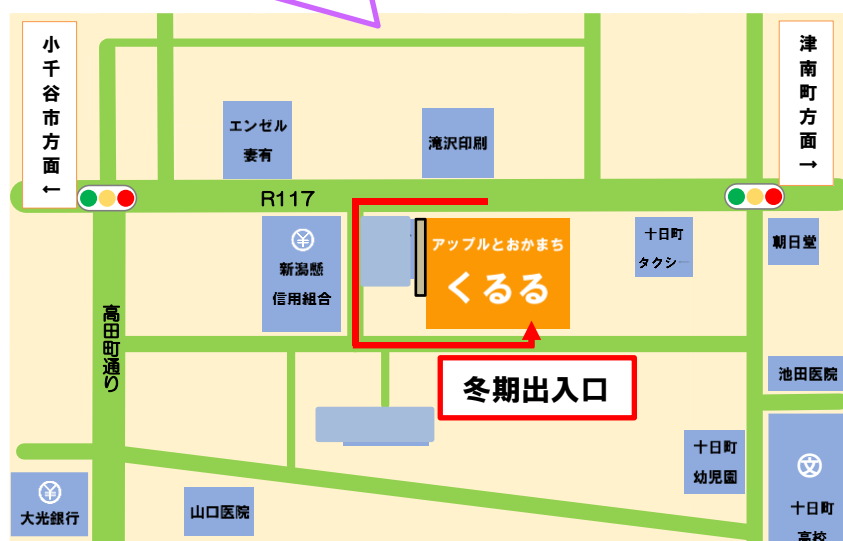 小千谷市方面←
津南町方面→
エンゼル
妻有
滝沢印刷
R117
新潟懸
信用組合
アップルとおかまち
くるる
十日町
タクシー
朝日堂
高田町通り
冬期出入口
池田医院
十日町
幼児園
文
十日町
高校
¥
大光銀行
山口医院
¥